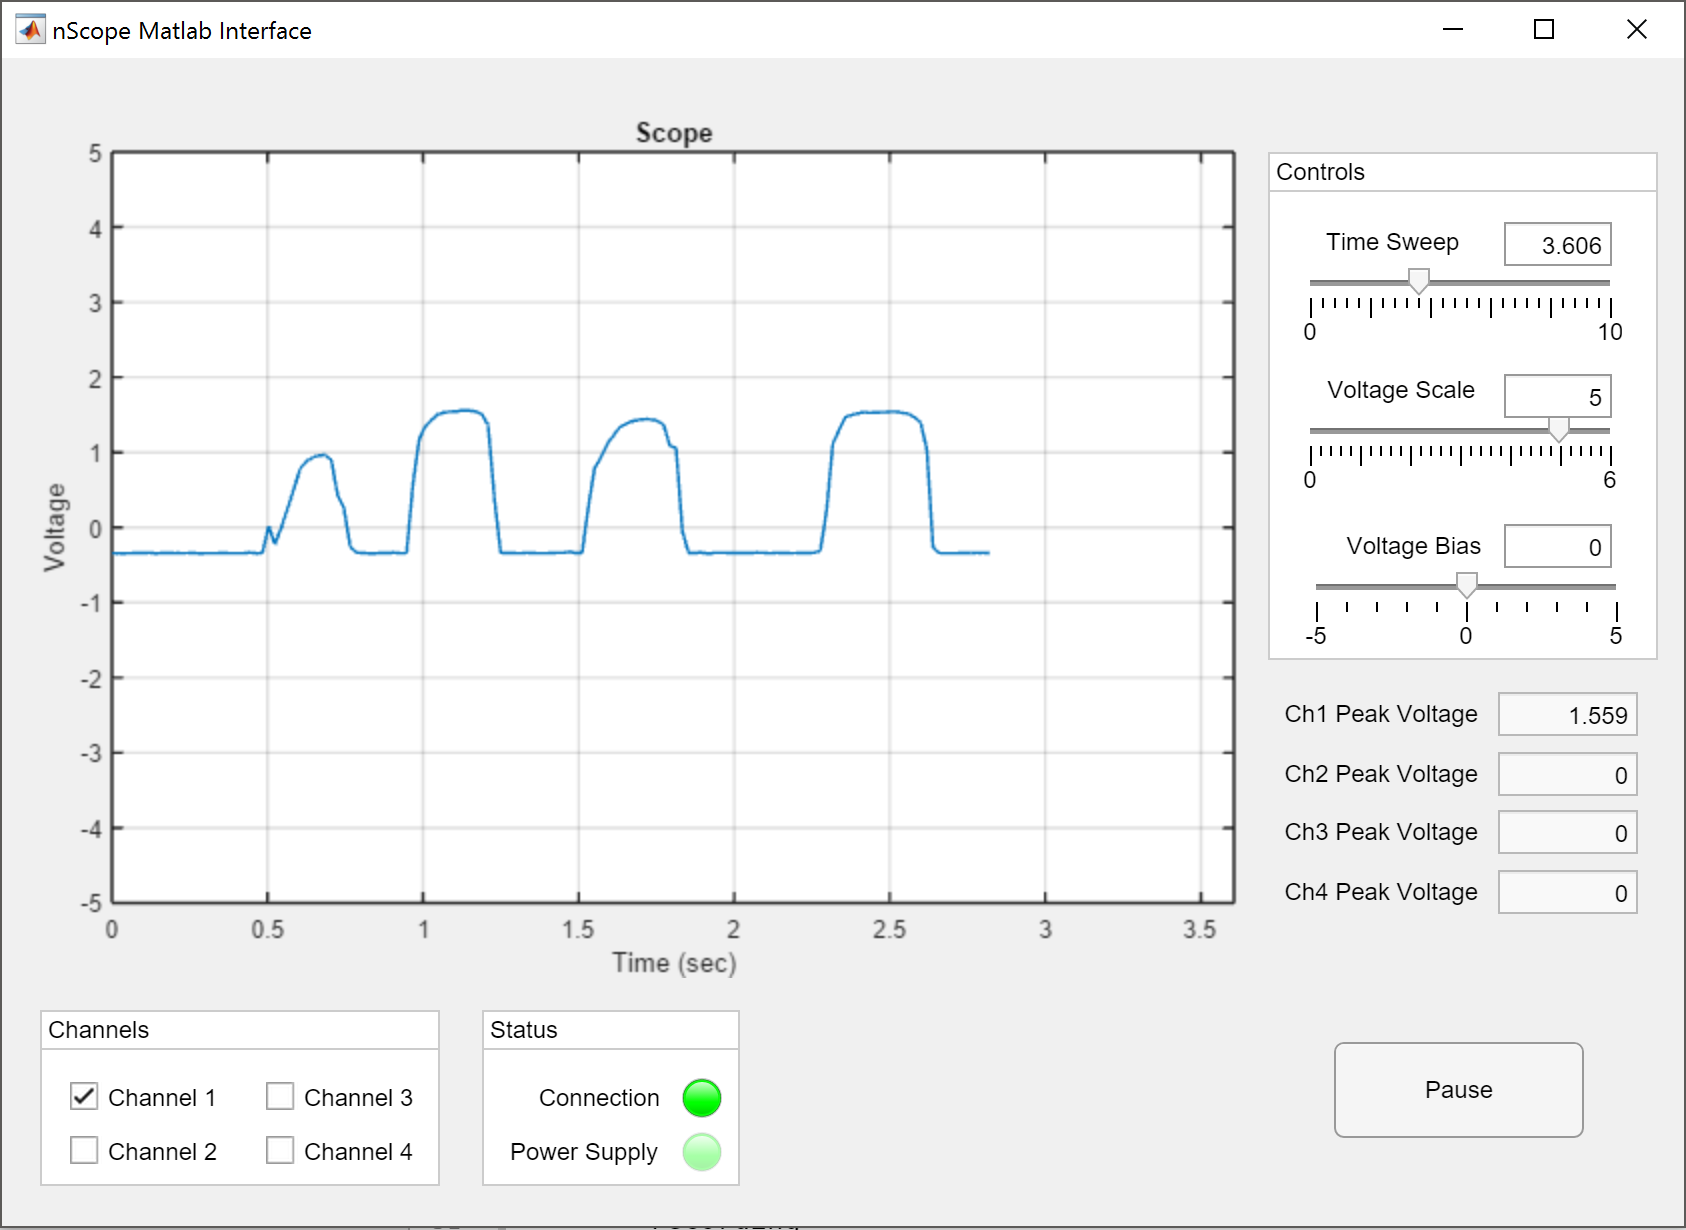 nScope Matlab Interface
Scope
5
4
3
2
1
0
-1
-2
-3
-4
-5
Voltage
0 0.5 1 1.5 2 2.5 3 3.5
Time (sec)
Controls
Time Sweep 3.606
0 10
Voltage Scale 5
0 6
Voltage Bias 0
-5 0 5
Ch1 Peak Voltage 1.559
Ch2 Peak Voltage 0
Ch3 Peak Voltage 0
Ch4 Peak Voltage 0
Channels
Channel 1 Channel 3
Channel 2 Channel 4
Status
Connection
Power Supply
Pause